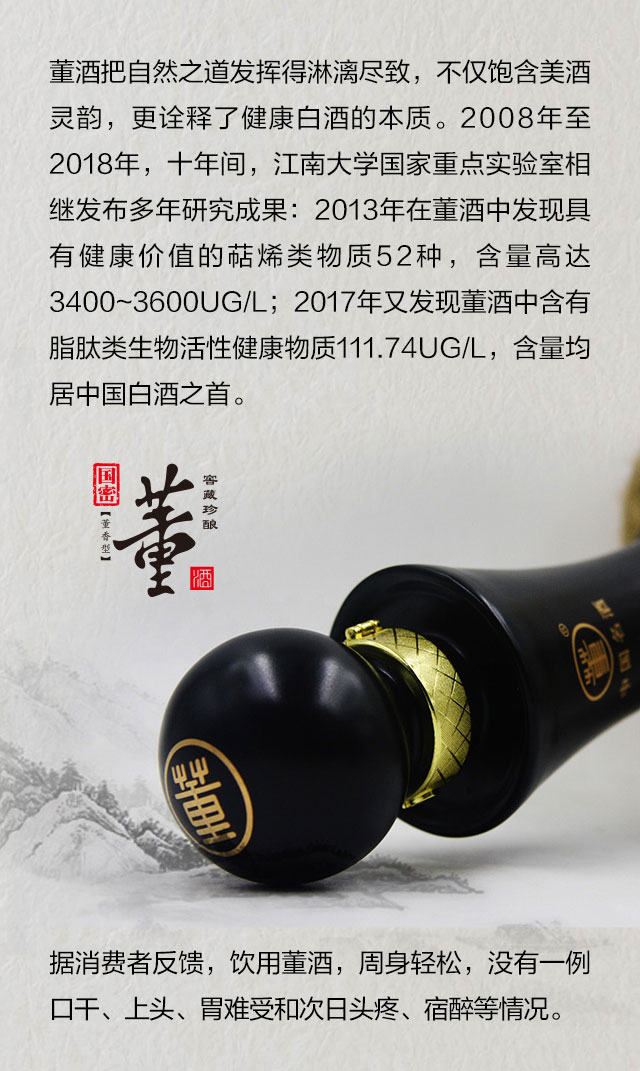 董酒把自然之道发挥得淋漓尽致，不仅饱含美酒
灵韵，更诠释了健康白酒的本质。2008年至
2018年，十年间，江南大学国家重点实验室相
继发布多年研究成果：2013年在董酒中发现具
有健康价值的萜烯类物质52种，含量高达
3400~3600UG/L；2017年又发现董酒中含有
脂肽类生物活性健康物质111.74UG/L，含量均
居中国白酒之首。
国密
【董香型】
董
窖藏珍酿
酒
董
董
®
中国名酒
据消费者反馈，饮用董酒，周身轻松，没有一例
口干、上头、胃难受和次日头疼、宿醉等情况。